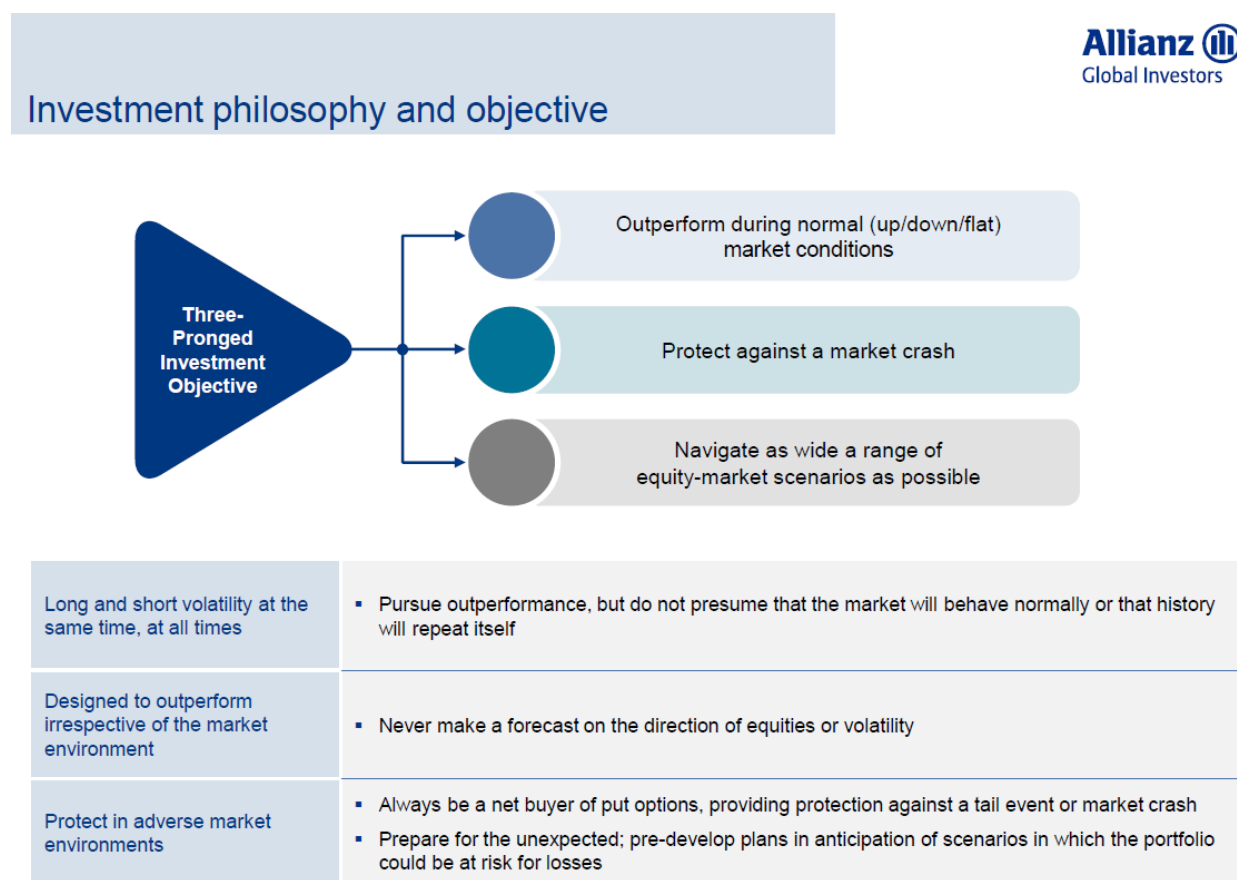 Allianz
Global Investors
Investment philosophy and objective
Three-
Pronged
Investment
Objective
Outperform during normal (up/down/flat)
market conditions
Protect against a market crash
Navigate as wide a range of
equity-market scenarios as possible
Long and short volatility at the
same time, at all times
▪ Pursue outperformance, but do not presume that the market will behave normally or that history
will repeat itself
Designed to outperform
irrespective of the market
environment
▪ Never make a forecast on the direction of equities or volatility
Protect in adverse market
environments
▪ Always be a net buyer of put options, providing protection against a tail event or market crash
▪ Prepare for the unexpected; pre-develop plans in anticipation of scenarios in which the portfolio
could be at risk for losses